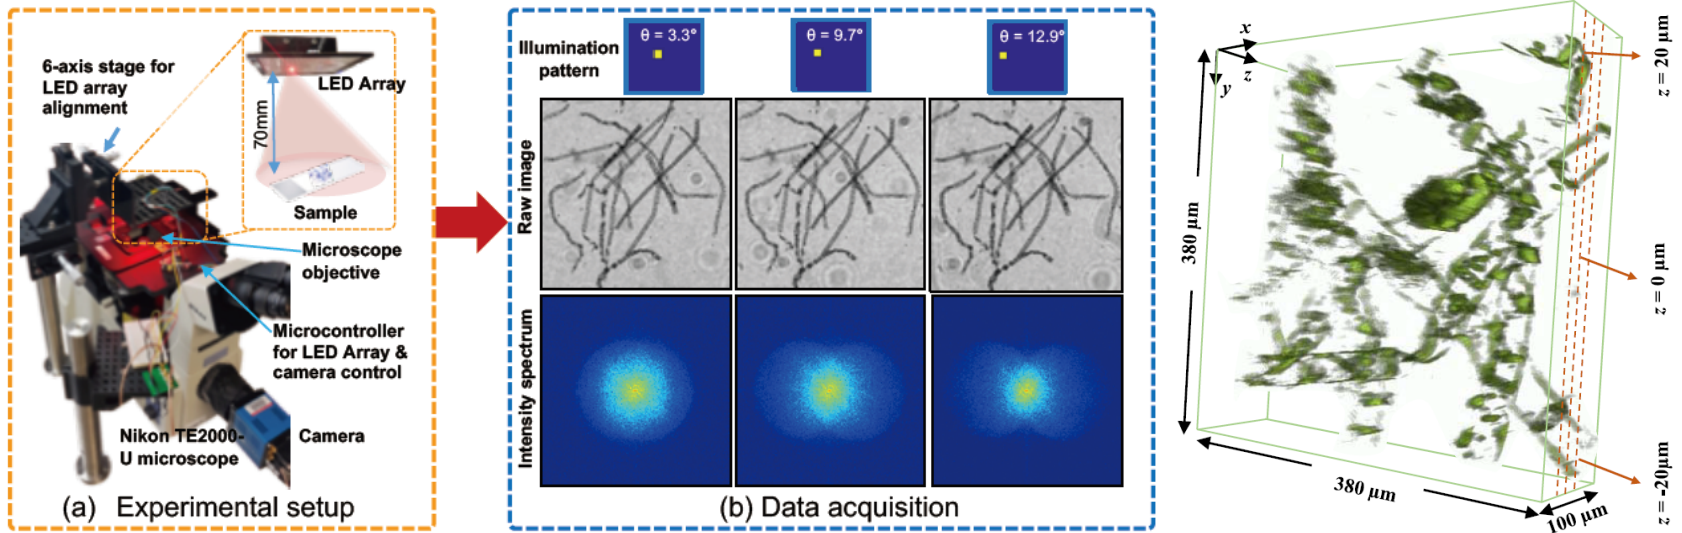 6-axis stage for
LED array
alignment
LED Array
70mm
Sample
Microscope
objective
Microcontroller
for LED Array &
camera control
Nikon TE2000-
U microscope
Camera
(a) Experimental setup
Illumination
pattern
θ = 3.3°
θ = 9.7°
θ = 12.9°
Raw image
Intensity spectrum
(b) Data acquisition
x
z
y
380 μm
380 μm
100 μm
z = 20 μm
z = 0 μm
z = -20μm